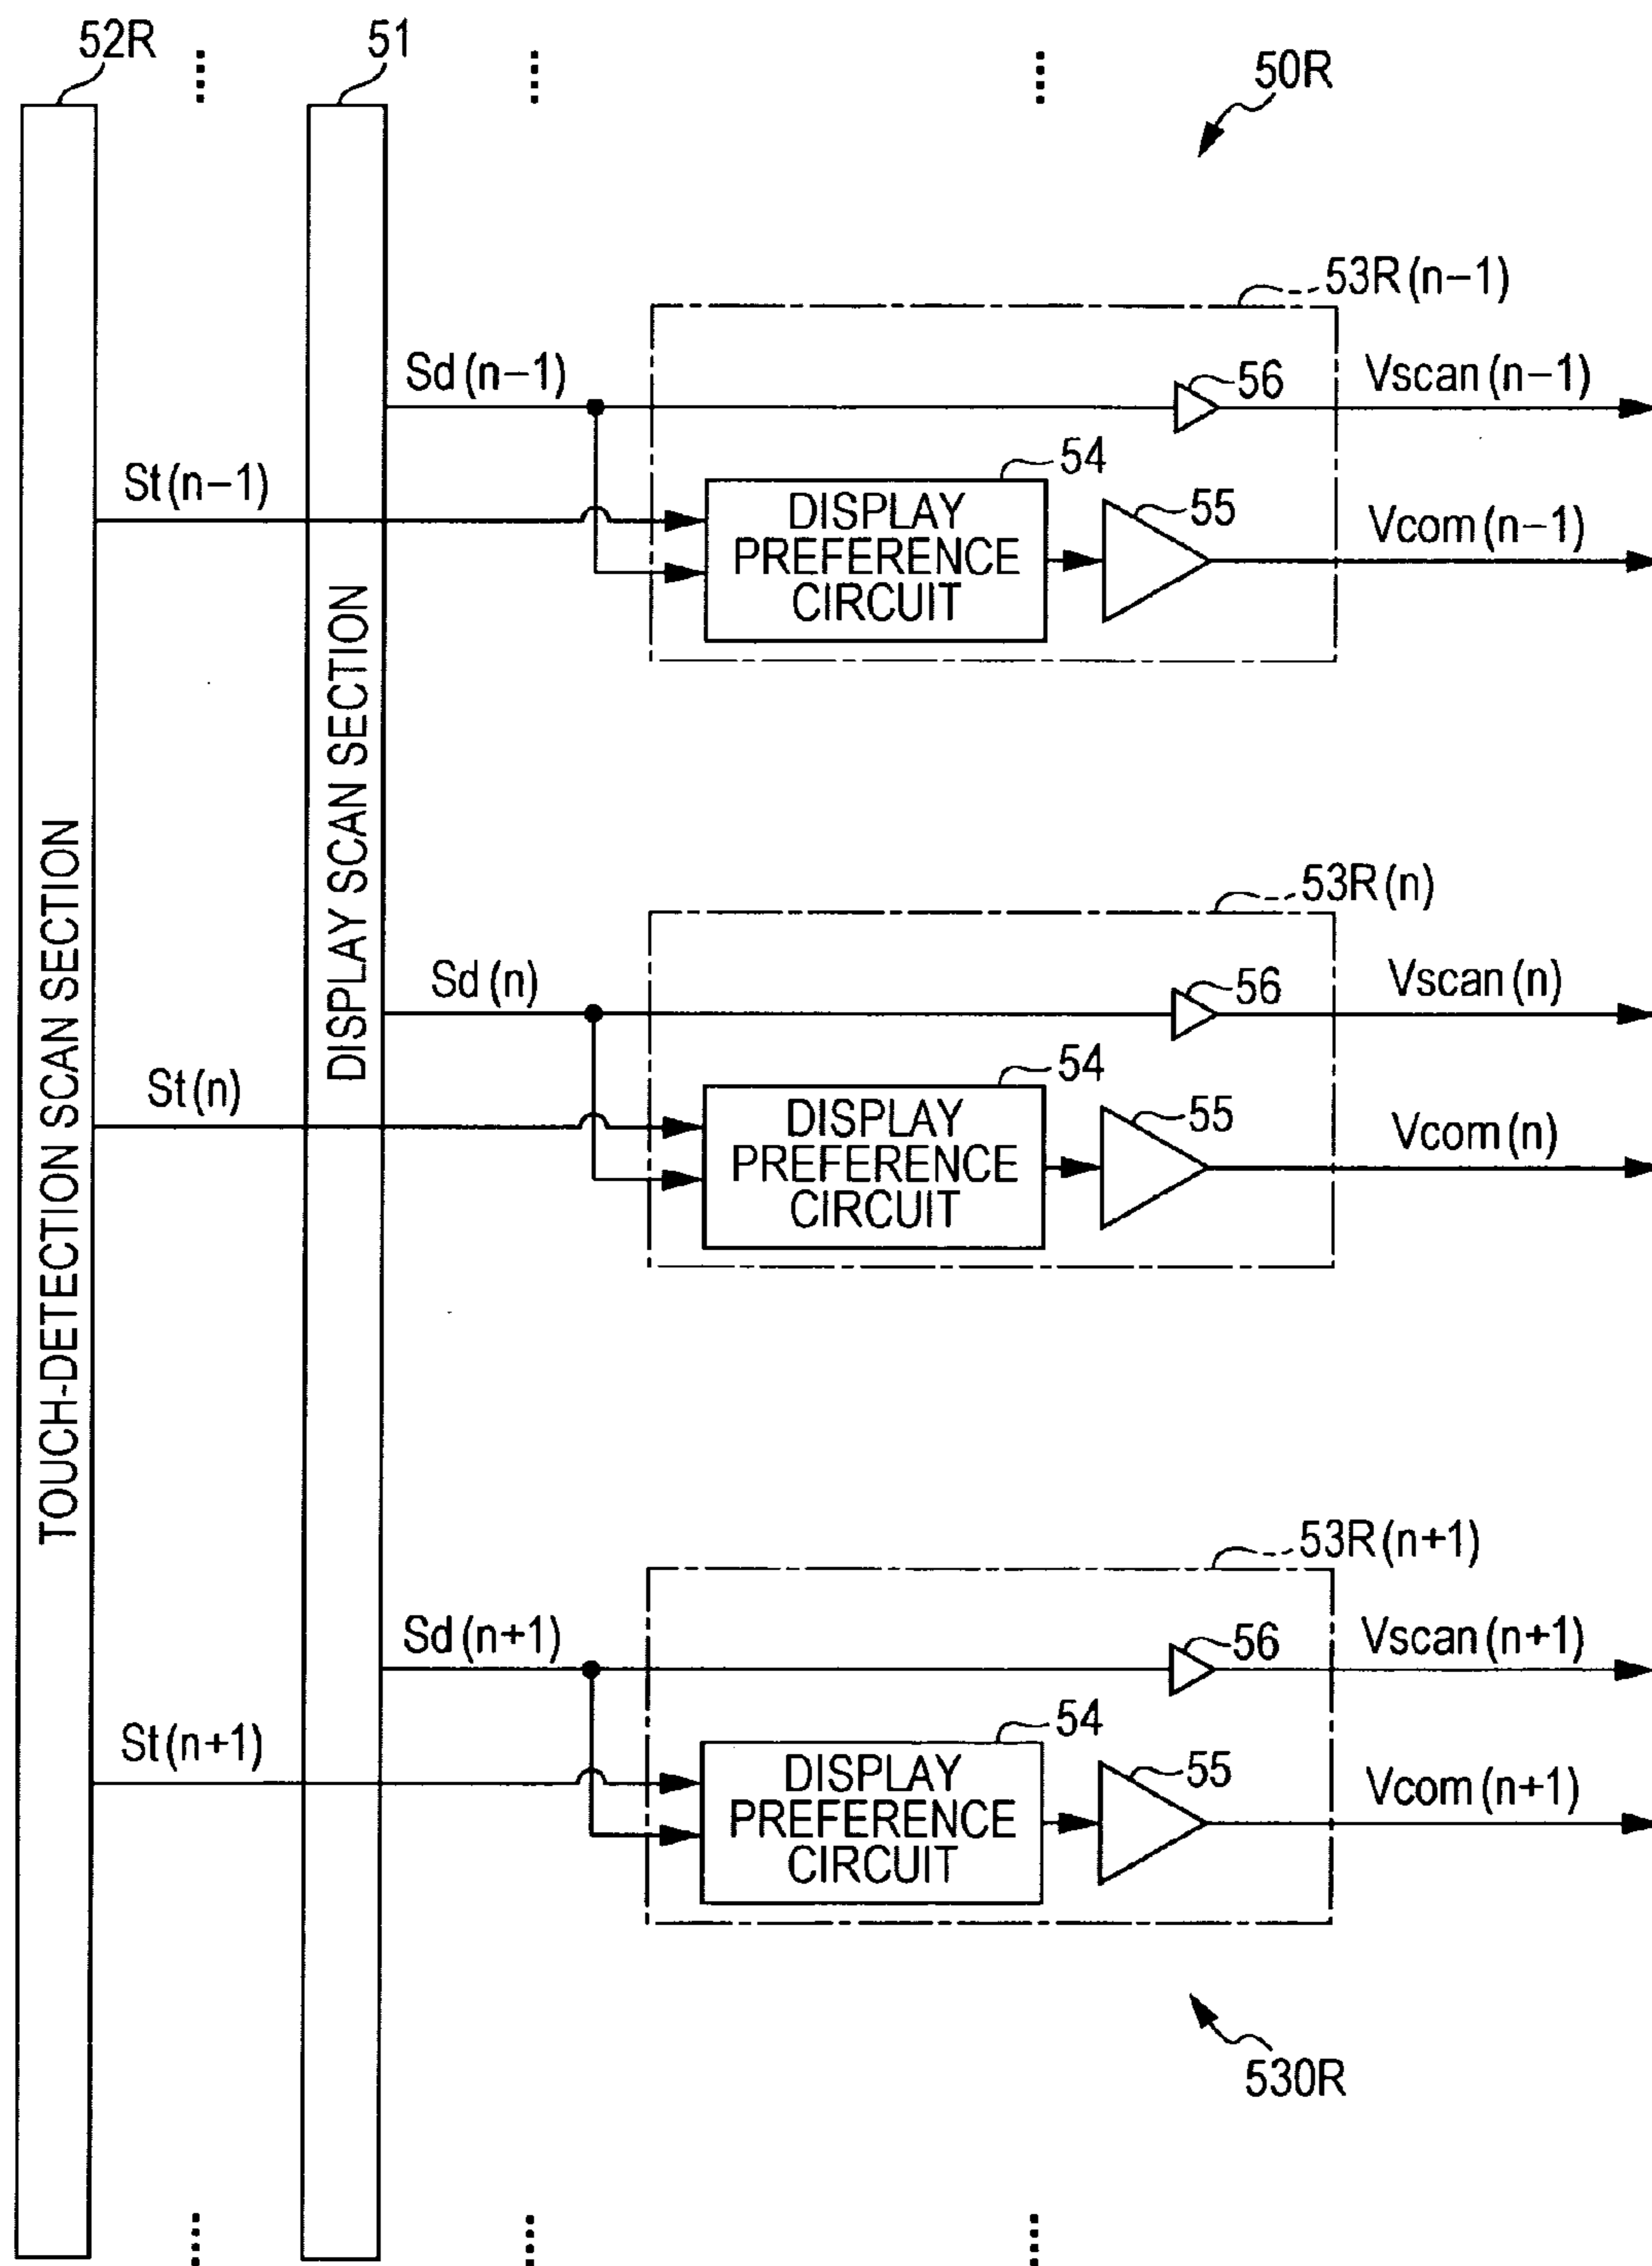 52R
51
50R
53R(n-1)
Sd(n-1)
56
Vscan(n-1)
St(n-1)
54
DISPLAY
PREFERENCE
CIRCUIT
55
Vcom(n-1)
TOUCH-DETECTION SCAN SECTION
DISPLAY SCAN SECTION
53R(n)
Sd(n)
56
Vscan(n)
St(n)
54
DISPLAY
PREFERENCE
CIRCUIT
55
Vcom(n)
53R(n+1)
Sd(n+1)
56
Vscan(n+1)
St(n+1)
54
DISPLAY
PREFERENCE
CIRCUIT
55
Vcom(n+1)
530R